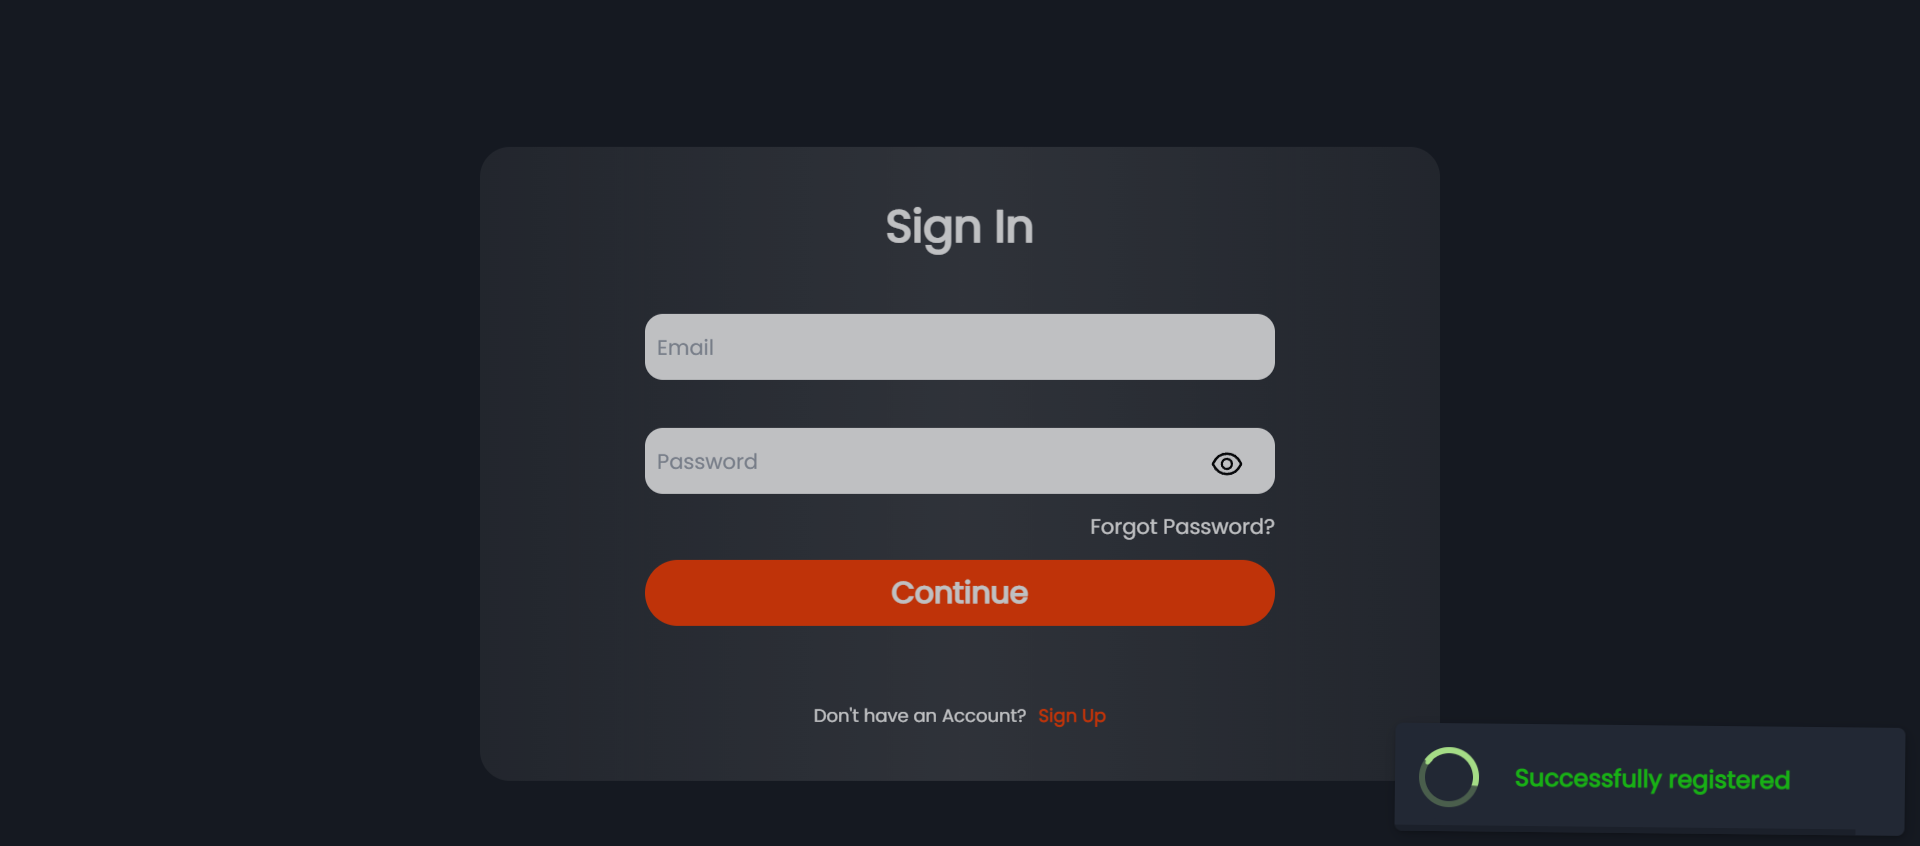 Sign In
Email
Password
Forgot Password?
Continue
Don't have an Account? Sign Up
Successfully registered